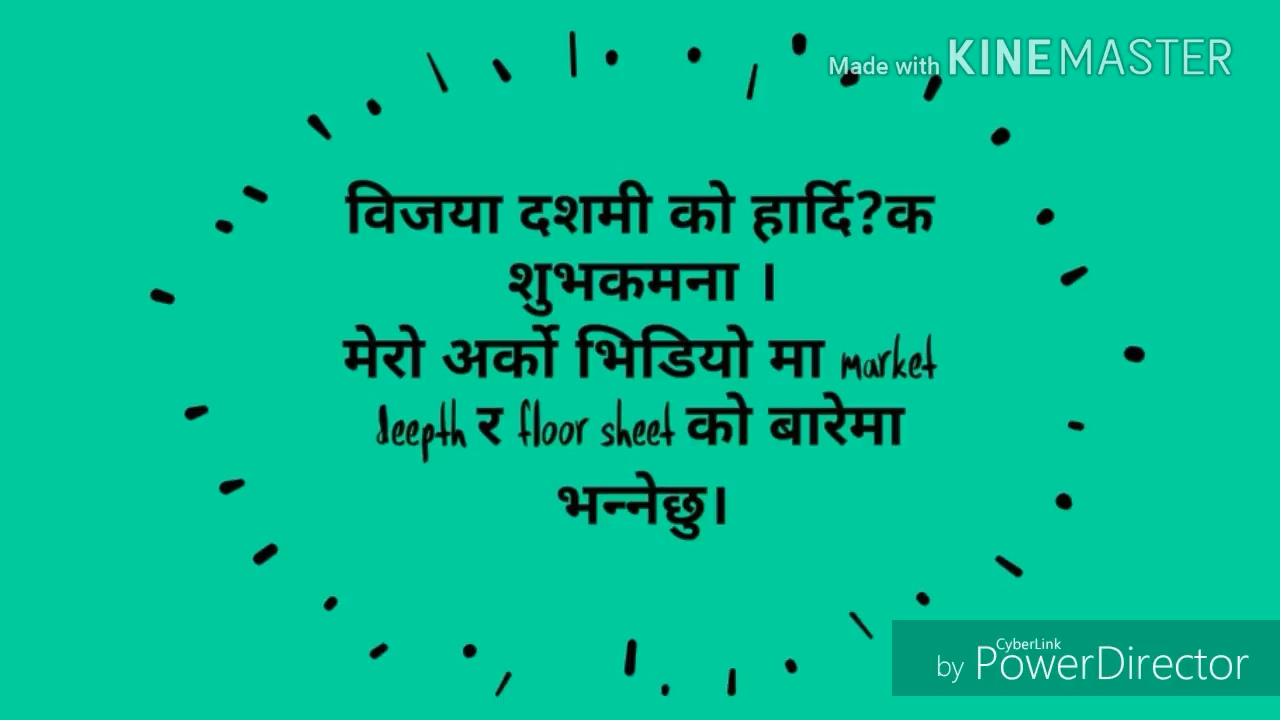 Made with KINEMASTER
विजया दशमी को हार्दि?क
शुभकमना ।
मेरो अर्को भिडियो मा market
deepth र floor sheet को बारेमा
भन्नेछु।
CyberLink
by PowerDirector